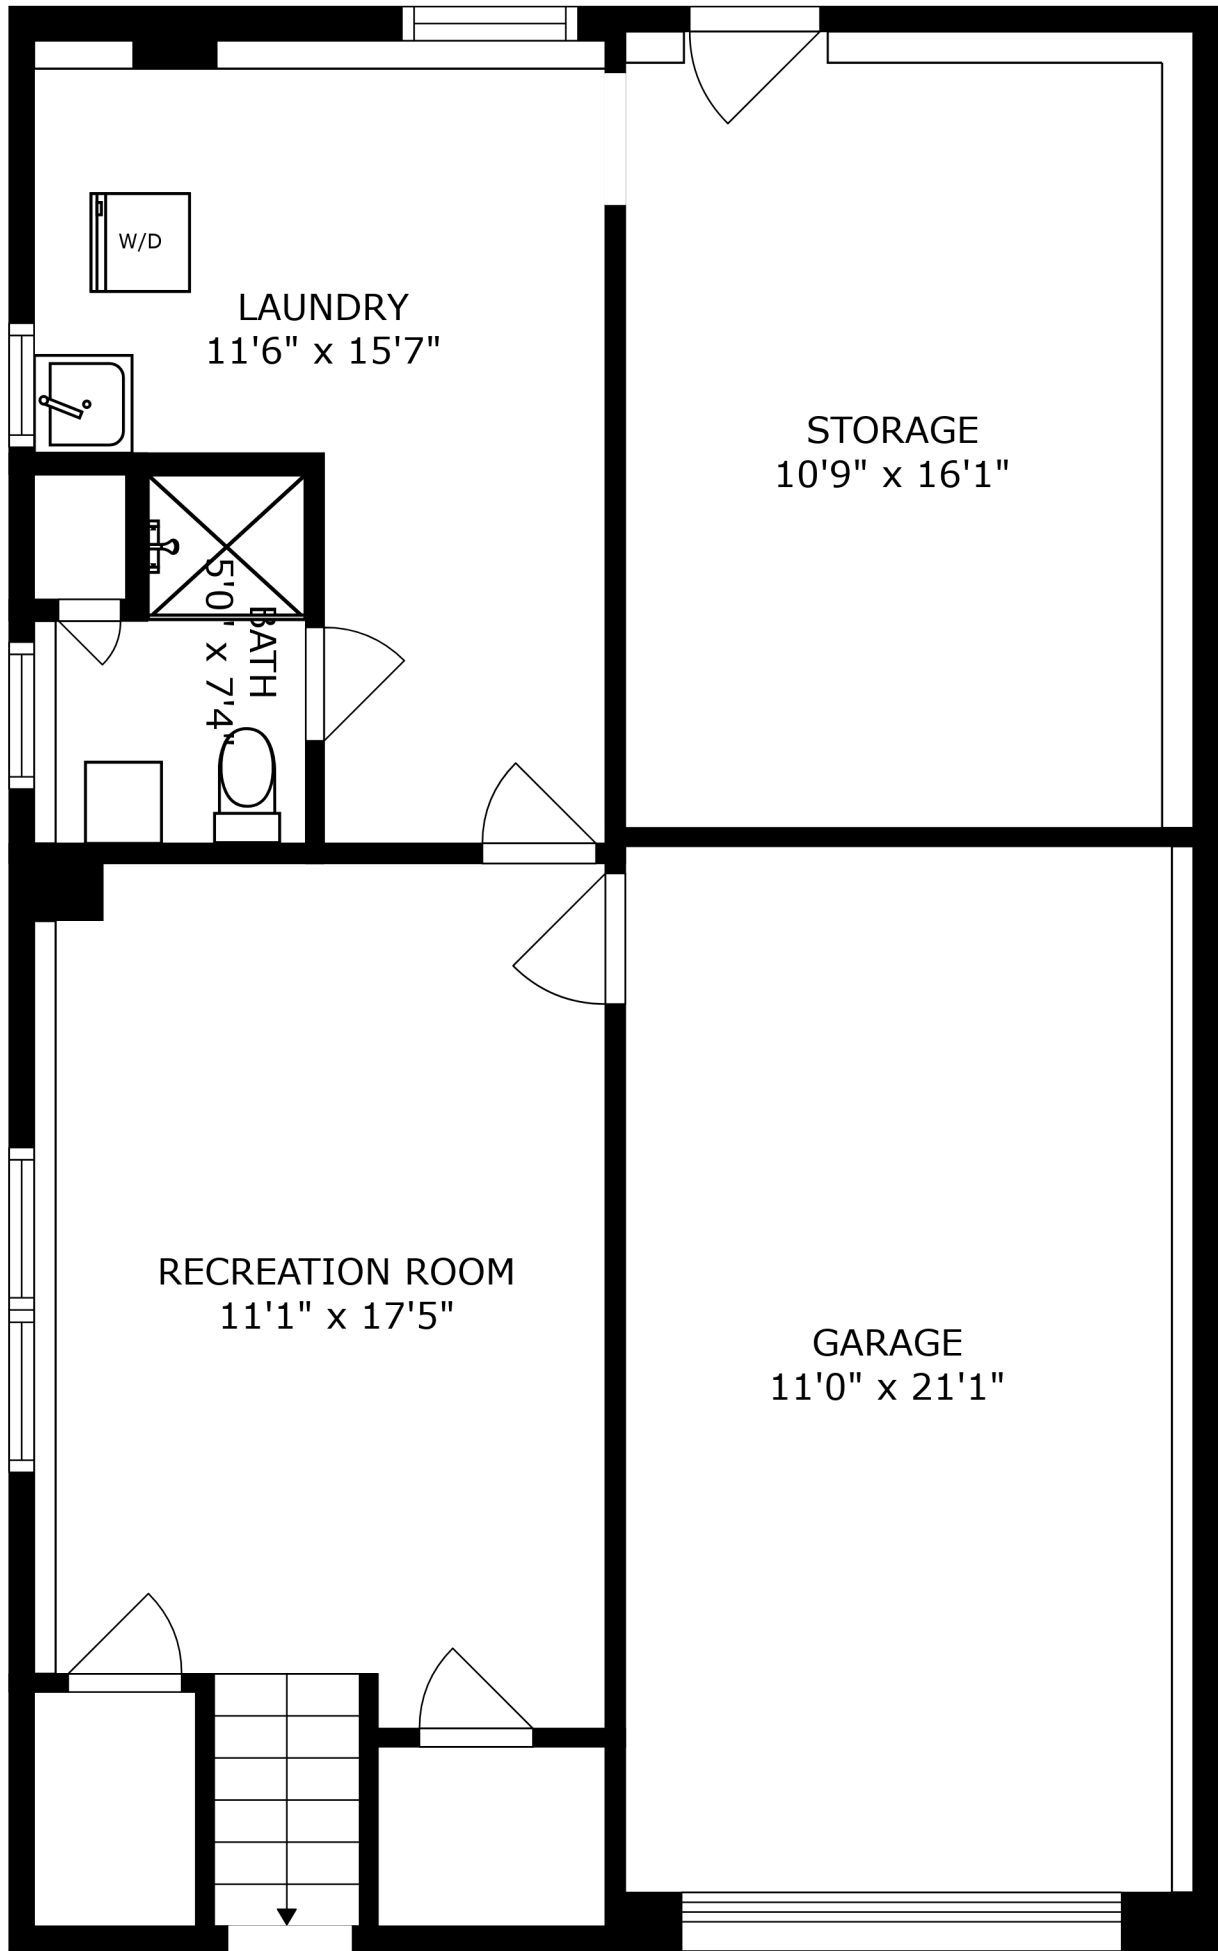 W/D
LAUNDRY
11'6" x 15'7"
STORAGE
10'9" x 16'1"
BATH
5'0" x 7'4"
RECREATION ROOM
11'1" x 17'5"
GARAGE
11'0" x 21'1"